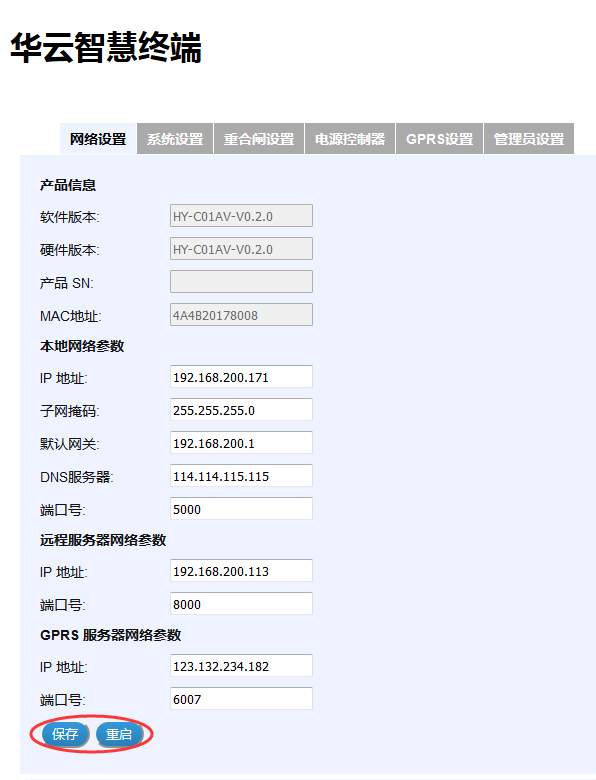 华云智慧终端
网络设置 系统设置 重合闸设置 电源控制器 GPRS设置 管理员设置
产品信息
软件版本: HY-C01AV-V0.2.0
硬件版本: HY-C01AV-V0.2.0
产品 SN:
MAC地址: 4A4B20178008
本地网络参数
IP 地址: 192.168.200.171
子网掩码: 255.255.255.0
默认网关: 192.168.200.1
DNS服务器: 114.114.115.115
端口号: 5000
远程服务器网络参数
IP 地址: 192.168.200.113
端口号: 8000
GPRS 服务器网络参数
IP 地址: 123.132.234.182
端口号: 6007
保存 重启